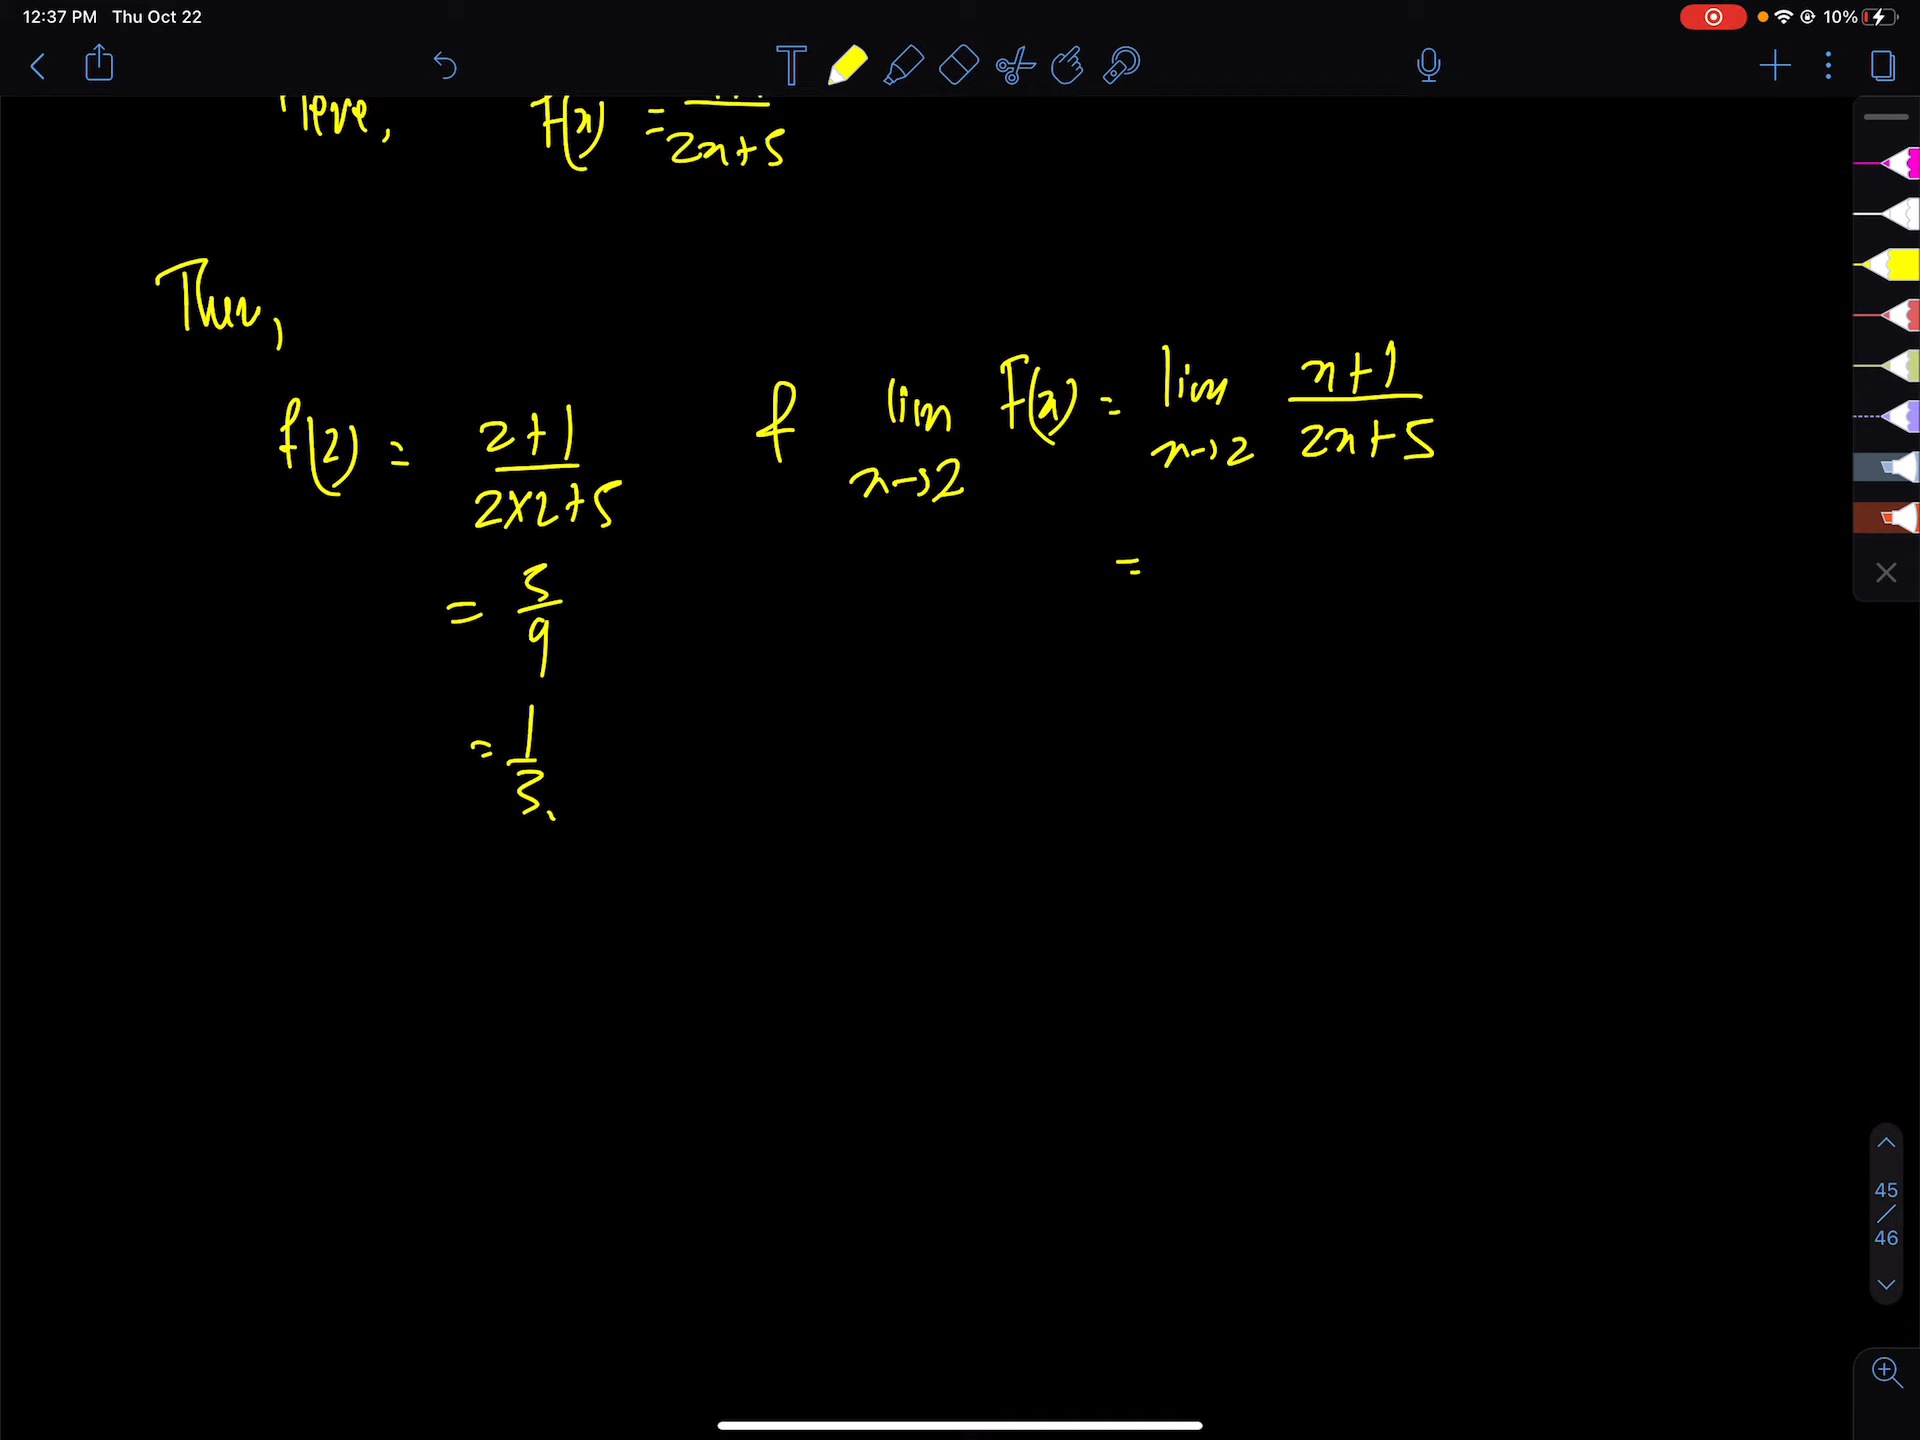 12:37 PM Thu Oct 22
10%
Here, f(x) = 2x+5
Then,
f(2) = 2+1 / 2×2+5 & lim x→2 f(x) = lim x→2 x+1 / 2x+5
= 3/9 =
= 1/3.
45
/
46